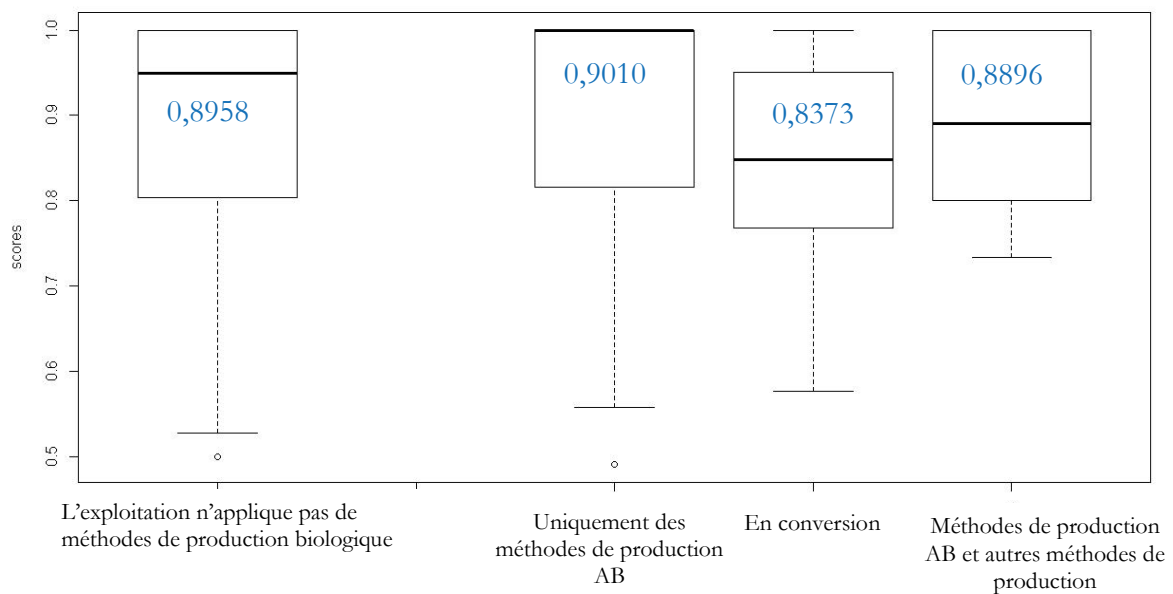 1.0
0.9
0.8
0.7
0.6
0.5
scores
0,8958
0,9010
0,8373
0,8896
L’exploitation n’applique pas de
méthodes de production biologique
Uniquement des
méthodes de production
AB
En conversion
Méthodes de production
AB et autres méthodes de
production